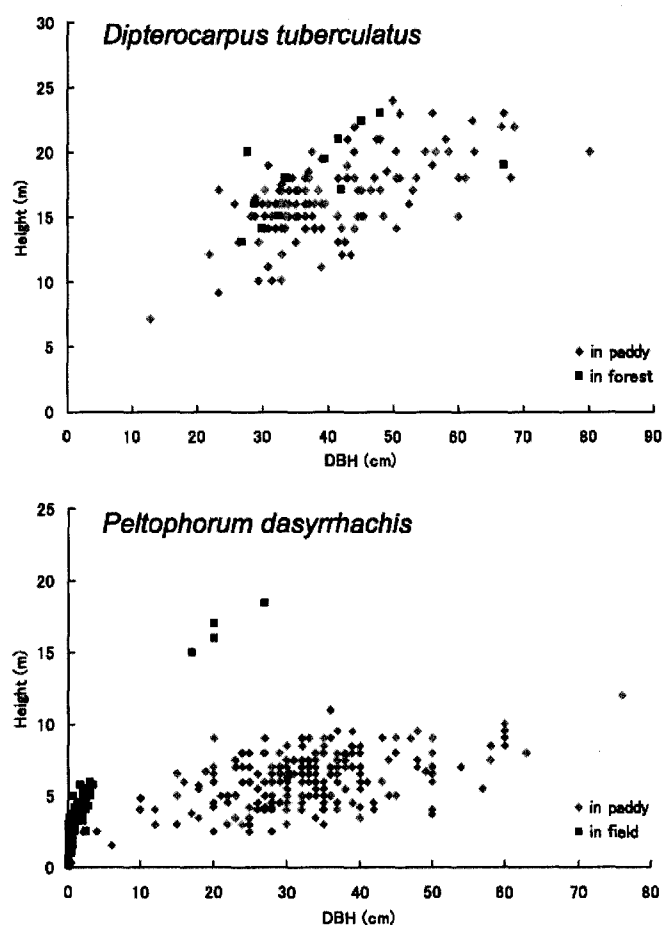 Dipterocarpus tuberculatus
30
25
20
15
10
5
0
Height (m)
◆ in paddy
■ in forest
0 10 20 30 40 50 60 70 80 90
DBH (cm)
Peltophorum dasyrrhachis
25
20
15
10
5
0
Height (m)
◆ in paddy
■ in field
0 10 20 30 40 50 60 70 80
DBH (cm)